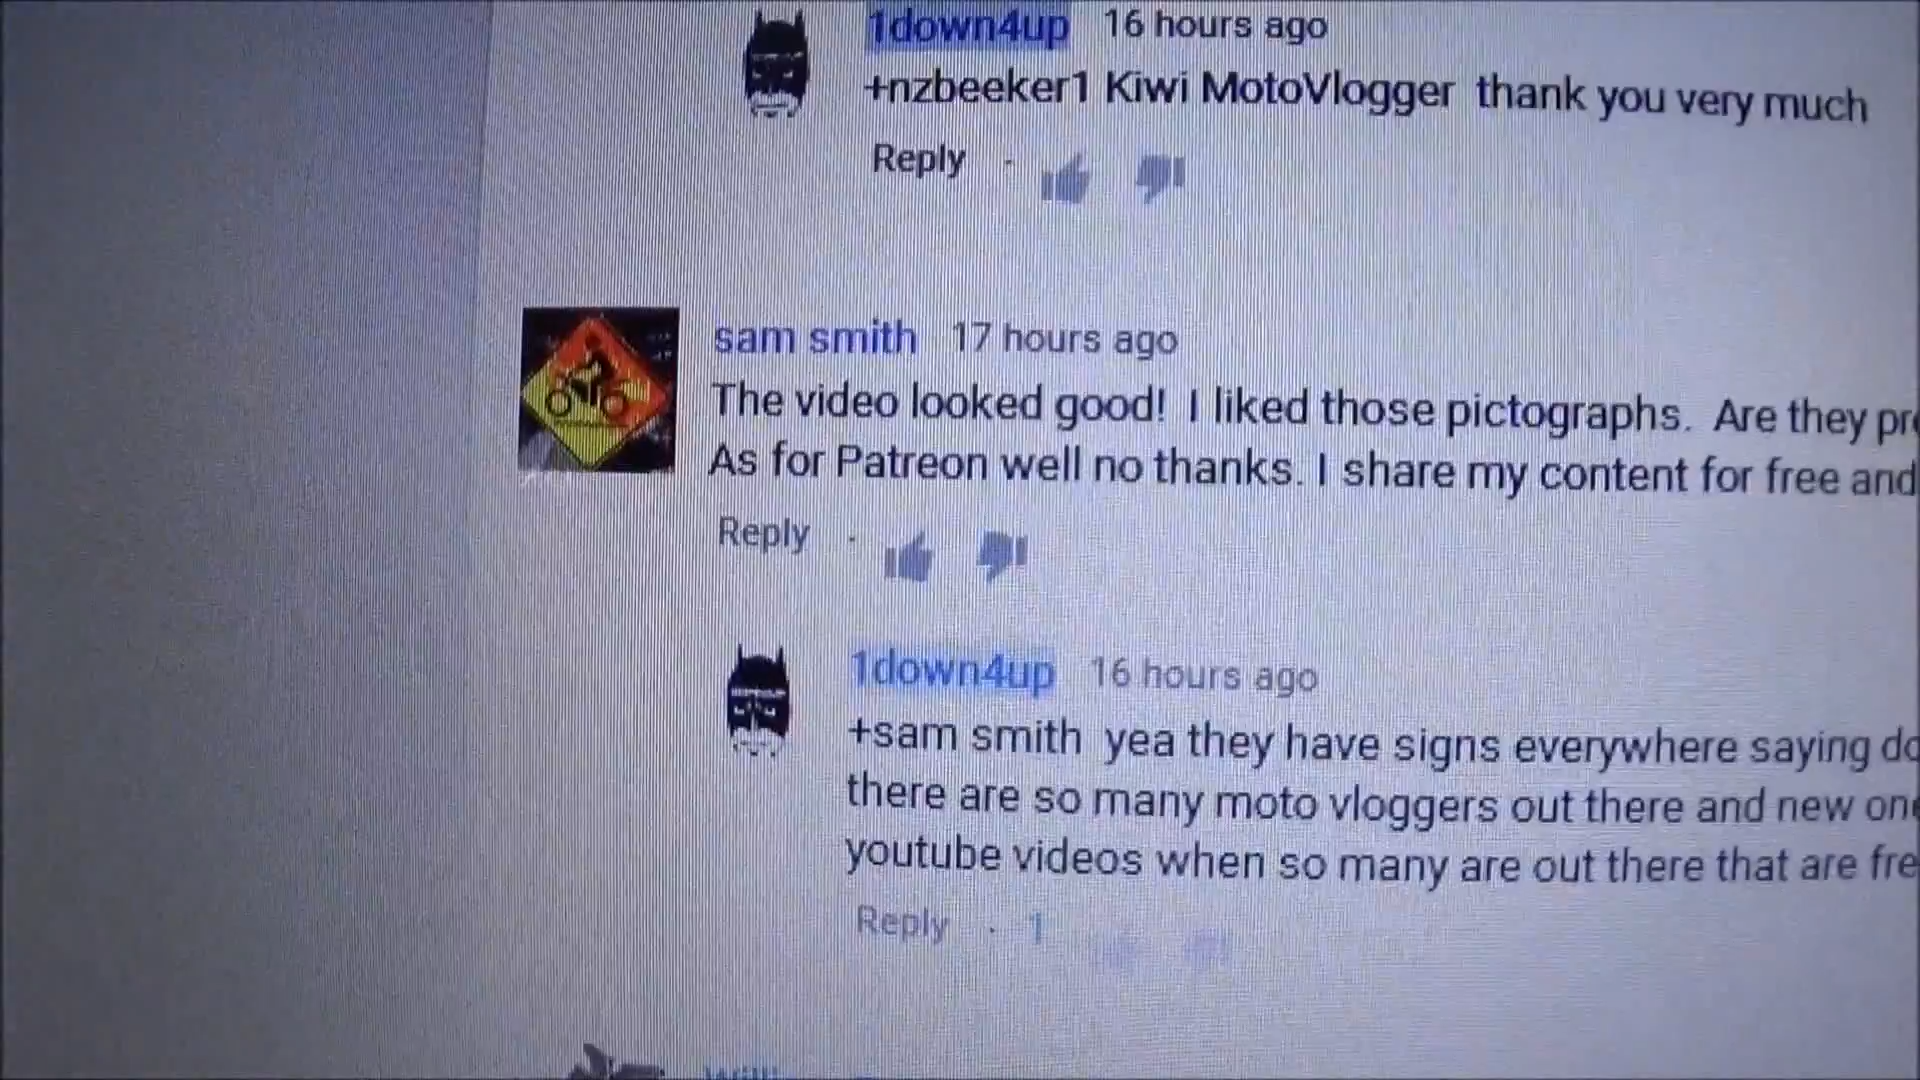 1down4up 16 hours ago
+nzbeeker1 Kiwi MotoVlogger thank you very much
Reply
sam smith 17 hours ago
The video looked good! I liked those pictographs. Are they
As for Patreon well no thanks. I share my content for free and
Reply
1down4up 16 hours ago
+sam smith yea they have signs everywhere saying
there are so many moto vloggers out there and new
youtube videos when so many are out there that are
Reply · 1